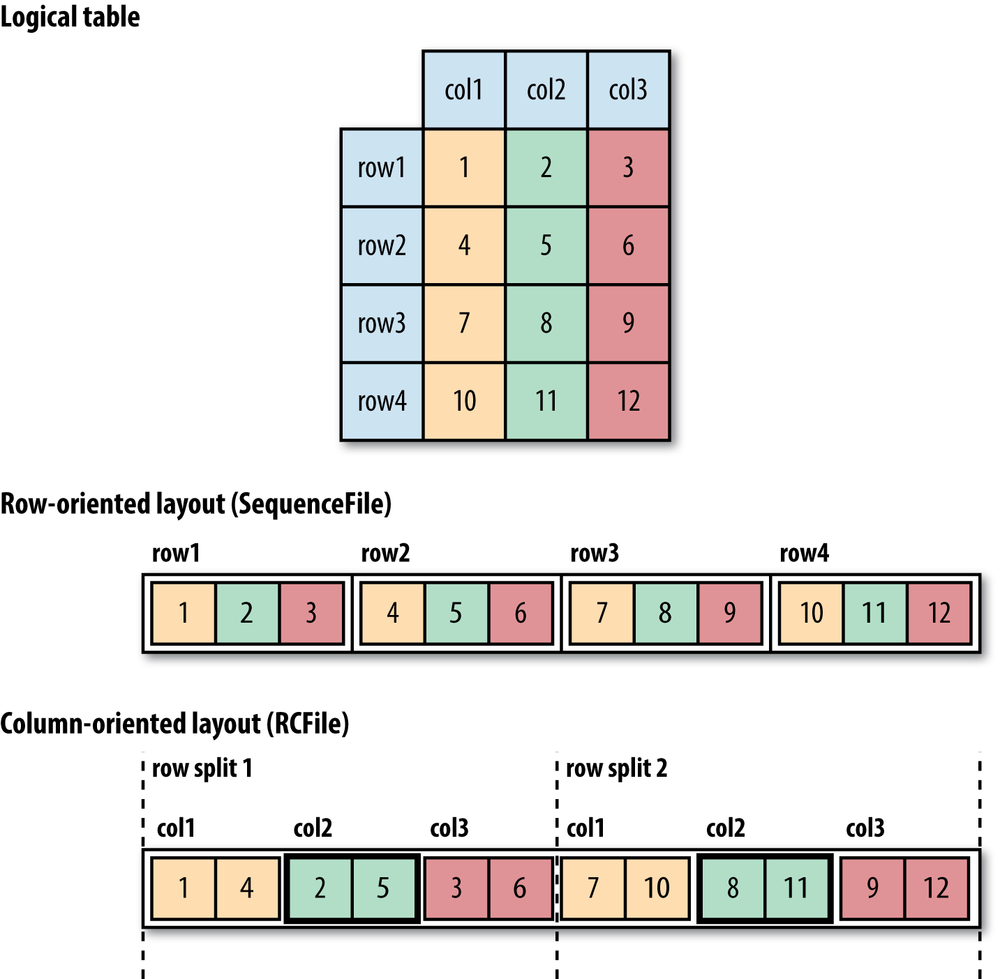 Logical table
col1 col2 col3
row1 1 2 3
row2 4 5 6
row3 7 8 9
row4 10 11 12
Row-oriented layout (SequenceFile)
row1 row2 row3 row4
1 2 3 4 5 6 7 8 9 10 11 12
Column-oriented layout (RCFile)
row split 1 row split 2
col1 col2 col3 col1 col2 col3
1 4 2 5 3 6 7 10 8 11 9 12